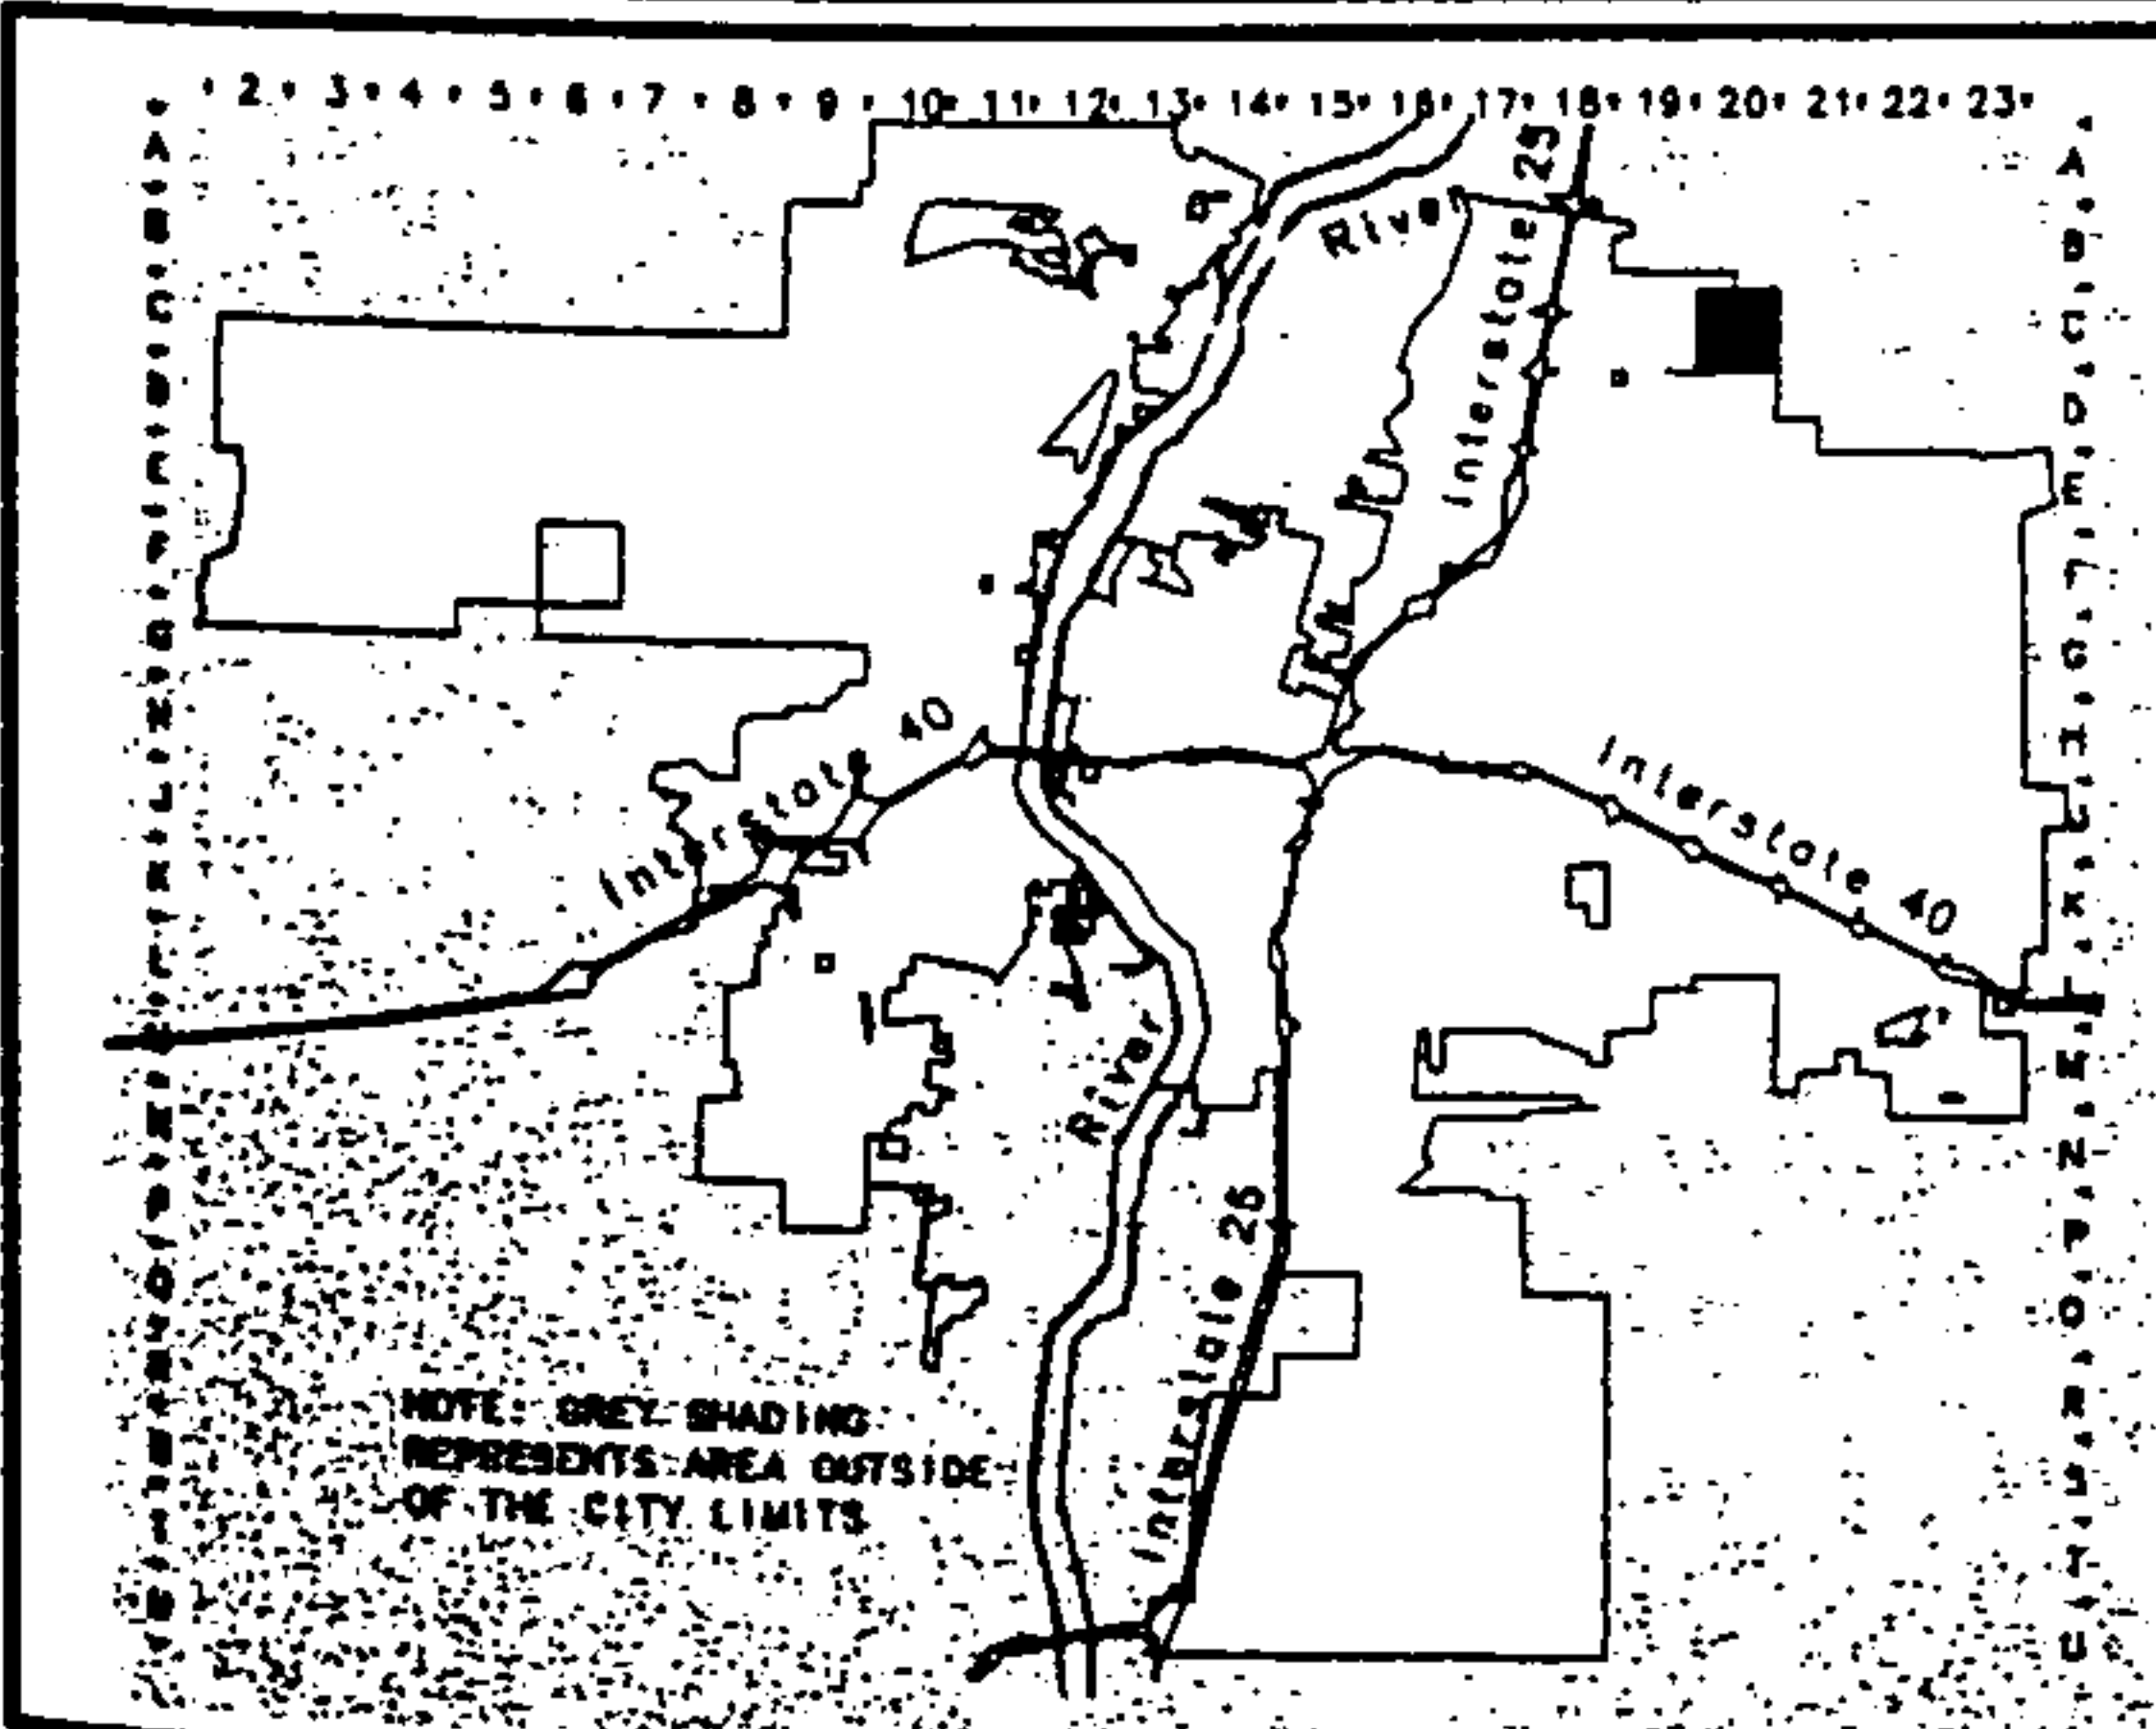 2 3 4 5 6 7 8 9 10 11 12 13 14 15 16 17 18 19 20 21 22 23
A
B
C
D
E
F
G
H
J
K
L
M
N
P
Q
R
S
T
U
25
Interstate
River
Interstate 40
Interstate 40
River
Interstate 26
NOTE: GREY SHADING
REPRESENTS AREA OUTSIDE
OF THE CITY LIMITS